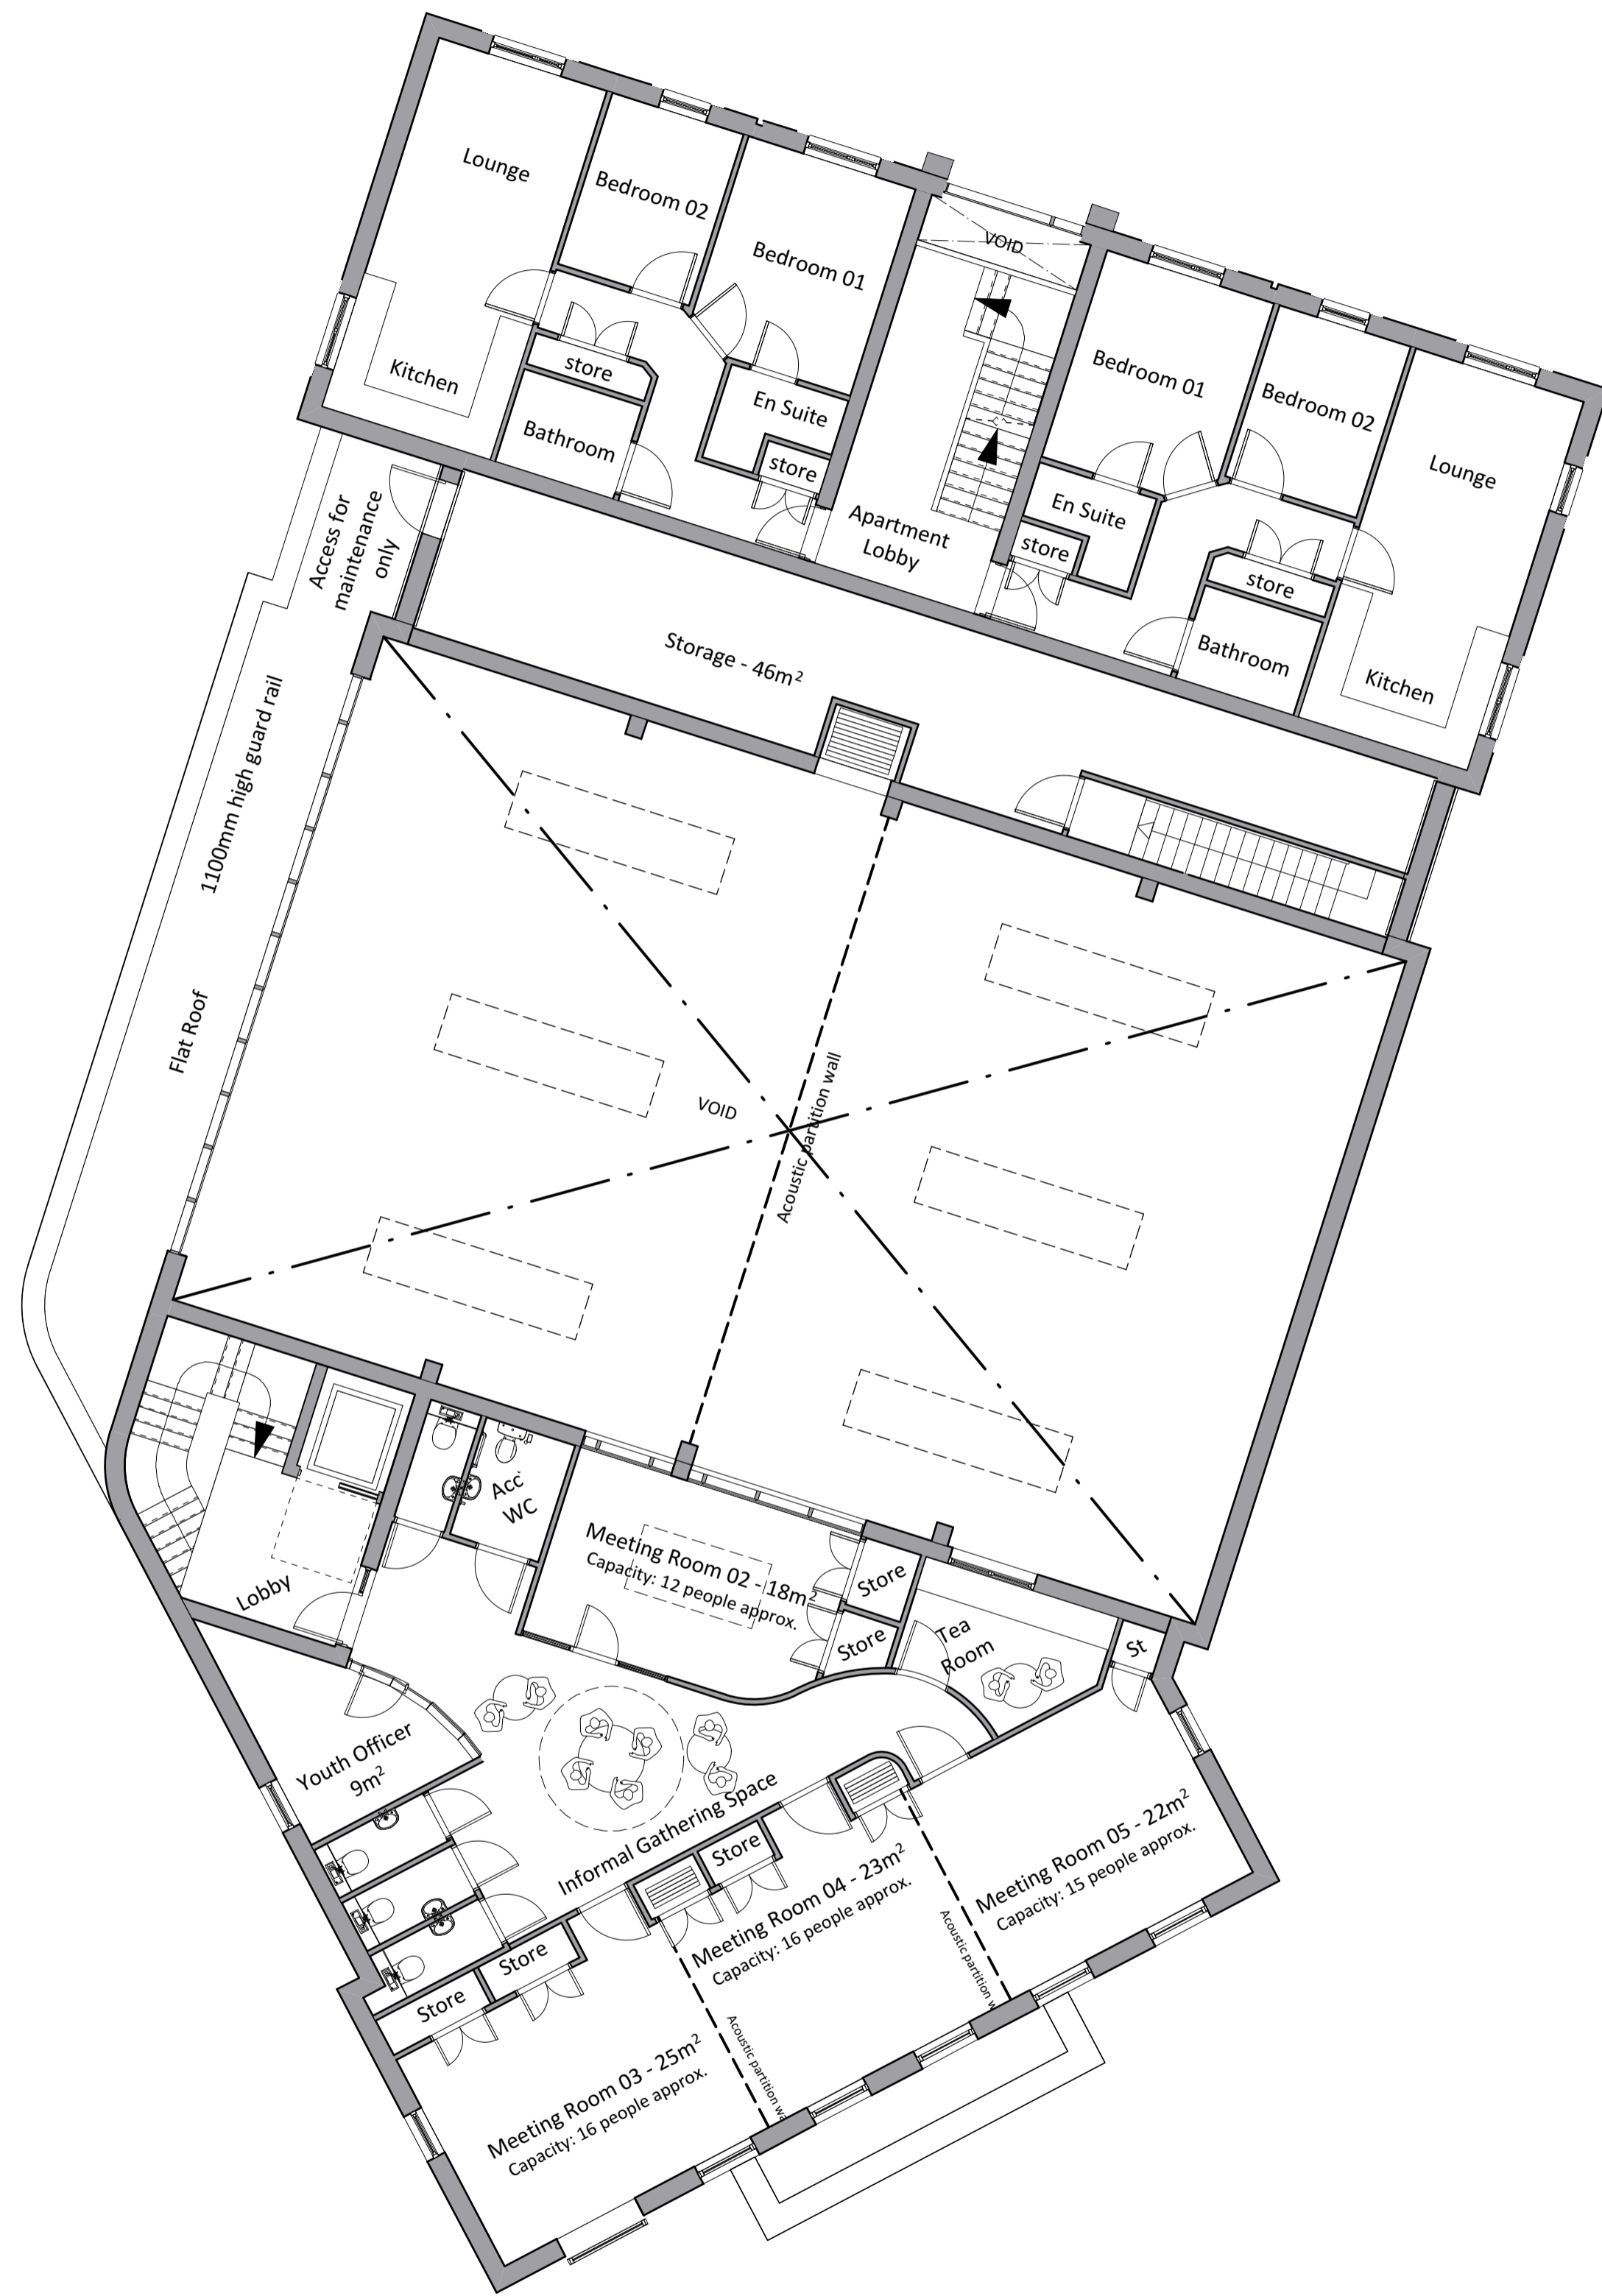 Lounge
Bedroom 02
Bedroom 01
VOID
Kitchen
store
Bathroom
En Suite
store
Apartment
Lobby
Bedroom 01
Bedroom 02
Lounge
En Suite
store
store
Bathroom
Kitchen
Access for
maintenance
only
Storage - 46m²
1100mm high guard rail
Flat Roof
VOID
Acoustic partition wall
Acc
WC
Lobby
Meeting Room 02 - 18m²
Capacity: 12 people approx.
Store
Store
Tea
Room
St
Youth Officer
9m²
Informal Gathering Space
Store
Store
Store
Meeting Room 05 - 22m²
Capacity: 15 people approx.
Meeting Room 04 - 23m²
Capacity: 16 people approx.
Acoustic partition w
Meeting Room 03 - 25m²
Capacity: 16 people approx.
Acoustic partition wa